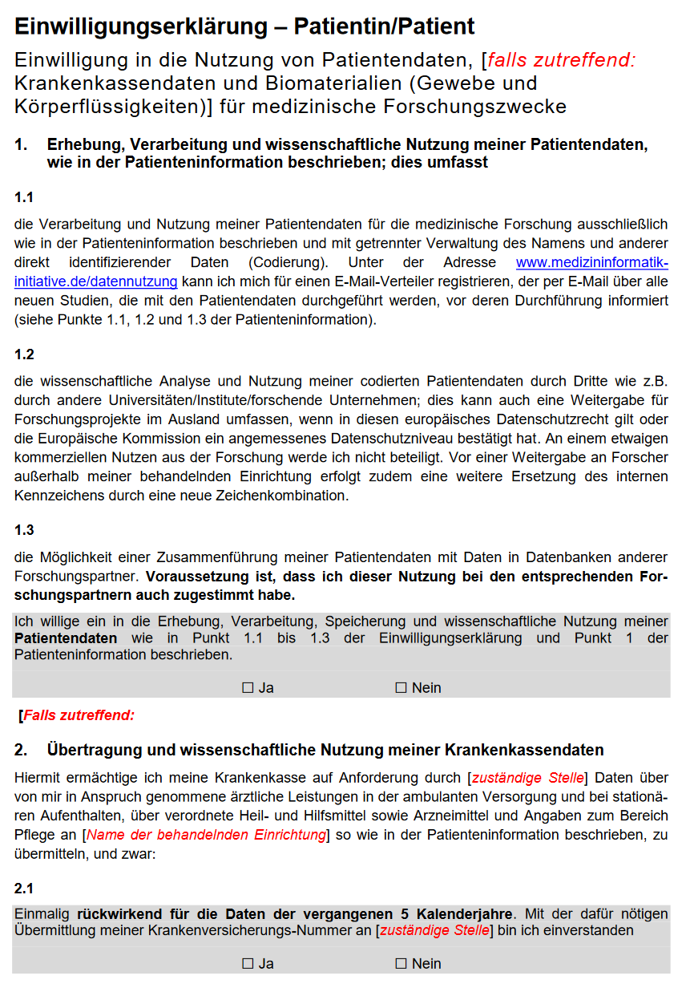 Einwilligungserklärung – Patientin/Patient
Einwilligung in die Nutzung von Patientendaten, [falls zutreffend:
Krankenkassendaten und Biomaterialien (Gewebe und
Körperflüssigkeiten)] für medizinische Forschungszwecke
1. Erhebung, Verarbeitung und wissenschaftliche Nutzung meiner Patientendaten,
wie in der Patienteninformation beschrieben; dies umfasst
1.1
die Verarbeitung und Nutzung meiner Patientendaten für die medizinische Forschung ausschließlich
wie in der Patienteninformation beschrieben und mit getrennter Verwaltung des Namens und anderer
direkt identifizierender Daten (Codierung). Unter der Adresse www.medizininformatik-
initiative.de/datennutzung kann ich mich für einen E-Mail-Verteiler registrieren, der per E-Mail über alle
neuen Studien, die mit den Patientendaten durchgeführt werden, vor deren Durchführung informiert
(siehe Punkte 1.1, 1.2 und 1.3 der Patienteninformation).
1.2
die wissenschaftliche Analyse und Nutzung meiner codierten Patientendaten durch Dritte wie z.B.
durch andere Universitäten/Institute/forschende Unternehmen; dies kann auch eine Weitergabe für
Forschungsprojekte im Ausland umfassen, wenn in diesen europäisches Datenschutzrecht gilt oder
die Europäische Kommission ein angemessenes Datenschutzniveau bestätigt hat. An einem etwaigen
kommerziellen Nutzen aus der Forschung werde ich nicht beteiligt. Vor einer Weitergabe an Forscher
außerhalb meiner behandelnden Einrichtung erfolgt zudem eine weitere Ersetzung des internen
Kennzeichens durch eine neue Zeichenkombination.
1.3
die Möglichkeit einer Zusammenführung meiner Patientendaten mit Daten in Datenbanken anderer
Forschungspartner. Voraussetzung ist, dass ich dieser Nutzung bei den entsprechenden For-
schungspartnern auch zugestimmt habe.
Ich willige ein in die Erhebung, Verarbeitung, Speicherung und wissenschaftliche Nutzung meiner
Patientendaten wie in Punkt 1.1 bis 1.3 der Einwilligungserklärung und Punkt 1 der
Patienteninformation beschrieben.
☐ Ja ☐ Nein
[Falls zutreffend:
2. Übertragung und wissenschaftliche Nutzung meiner Krankenkassendaten
Hiermit ermächtige ich meine Krankenkasse auf Anforderung durch [zuständige Stelle] Daten über
von mir in Anspruch genommene ärztliche Leistungen in der ambulanten Versorgung und bei stationä-
ren Aufenthalten, über verordnete Heil- und Hilfsmittel sowie Arzneimittel und Angaben zum Bereich
Pflege an [Name der behandelnden Einrichtung] so wie in der Patienteninformation beschrieben, zu
übermitteln, und zwar:
2.1
Einmalig rückwirkend für die Daten der vergangenen 5 Kalenderjahre. Mit der dafür nötigen
Übermittlung meiner Krankenversicherungs-Nummer an [zuständige Stelle] bin ich einverstanden
☐ Ja ☐ Nein